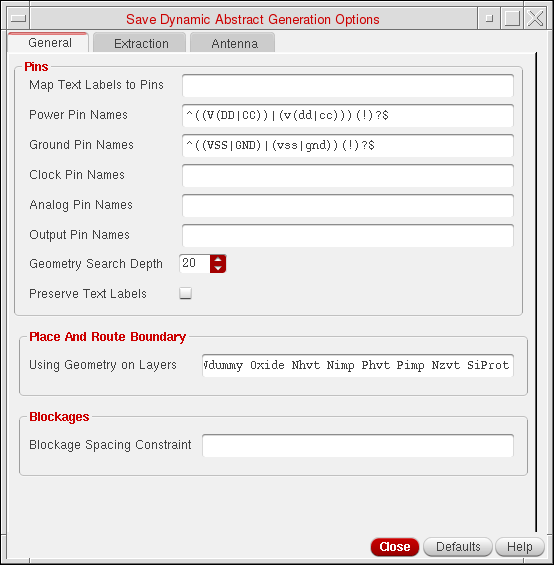 Save Dynamic Abstract Generation Options
General Extraction Antenna
Pins
Map Text Labels to Pins
Power Pin Names ^((V(DD|CC))|(v(dd|cc)))(!)?$
Ground Pin Names ^((VSS|GND)|(vss|gnd))(!)?$
Clock Pin Names
Analog Pin Names
Output Pin Names
Geometry Search Depth 20
Preserve Text Labels
Place And Route Boundary
Using Geometry on Layers Oxide Nhvt Nimp Phvt Pimp Nzvt SiProt
Blockages
Blockage Spacing Constraint
Close Defaults Help